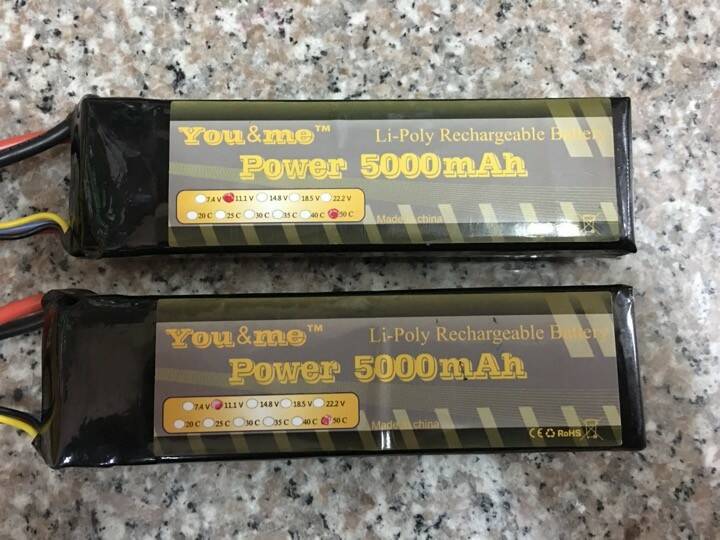 You&me™ Li-Poly Rechargeable Battery
Power 5000mAh
7.4 V 11.1 V 14.8 V 18.5 V 22.2 V
20 C 25 C 30 C 35 C 40 C 50 C
Made in china
You&me™ Li-Poly Rechargeable Battery
Power 5000mAh
7.4 V 11.1 V 14.8 V 18.5 V 22.2 V
20 C 25 C 30 C 35 C 40 C 50 C
Made in china
CE RoHS